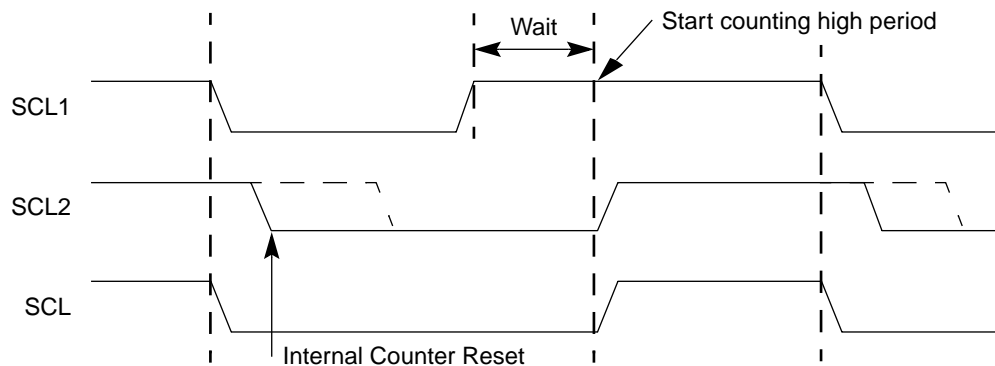 Start counting high period
Wait
SCL1
SCL2
SCL
Internal Counter Reset